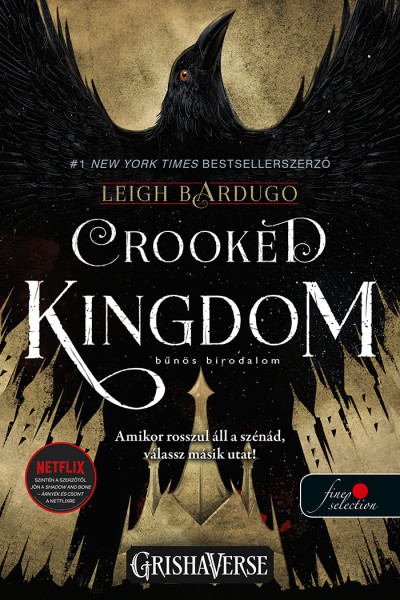 #1 NEW YORK TIMES BESTSELLERSZERZŐ
LEIGH BARDUGO
CROOKED
KINGDOM
bűnös birodalom
Amikor rosszul áll a szénád,
válassz másik utat!
NETFLIX
SZINTÉN A SZERZŐTŐL
JÖN A SHADOW AND BONE
– ÁRNYÉK ÉS CSONT
A NETFLIXRE
fine
selection
GRISHAVERSE